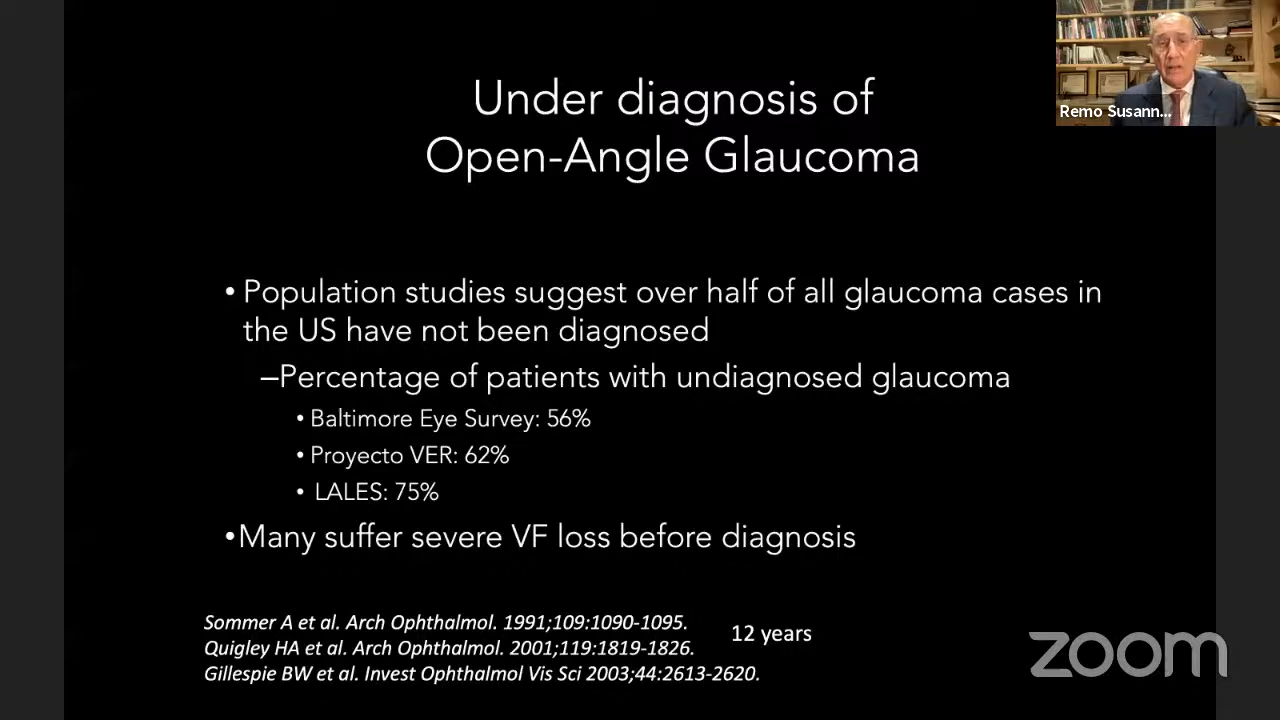 Under diagnosis of
Open-Angle Glaucoma
Remo Susann...
• Population studies suggest over half of all glaucoma cases in
the US have not been diagnosed
–Percentage of patients with undiagnosed glaucoma
• Baltimore Eye Survey: 56%
• Proyecto VER: 62%
• LALES: 75%
•Many suffer severe VF loss before diagnosis
Sommer A et al. Arch Ophthalmol. 1991;109:1090-1095.
Quigley HA et al. Arch Ophthalmol. 2001;119:1819-1826.
Gillespie BW et al. Invest Ophthalmol Vis Sci 2003;44:2613-2620.
12 years
zoom